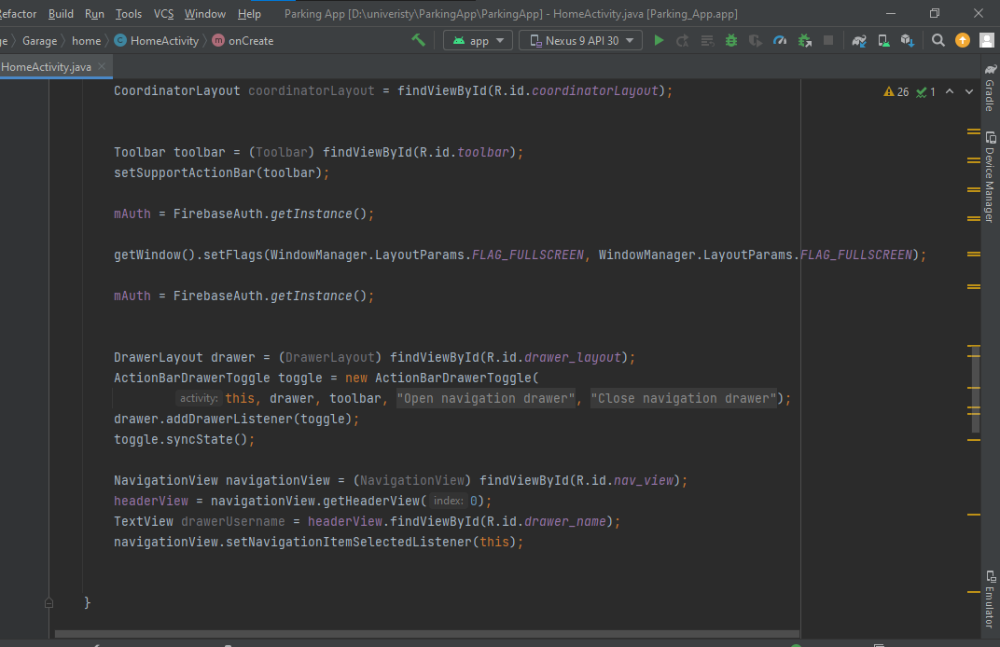 Refactor Build Run Tools VCS Window Help Parking App [D:\univeristy\ParkingApp\ParkingApp] - HomeActivity.java [Parking_App.app]
Garage home C HomeActivity m onCreate app Nexus 9 API 30
HomeActivity.java
CoordinatorLayout coordinatorLayout = findViewById(R.id.coordinatorLayout);
26 1
Toolbar toolbar = (Toolbar) findViewById(R.id.toolbar);
setSupportActionBar(toolbar);
mAuth = FirebaseAuth.getInstance();
getWindow().setFlags(WindowManager.LayoutParams.FLAG_FULLSCREEN, WindowManager.LayoutParams.FLAG_FULLSCREEN);
mAuth = FirebaseAuth.getInstance();
DrawerLayout drawer = (DrawerLayout) findViewById(R.id.drawer_layout);
ActionBarDrawerToggle toggle = new ActionBarDrawerToggle(
activity: this, drawer, toolbar, "Open navigation drawer", "Close navigation drawer");
drawer.addDrawerListener(toggle);
toggle.syncState();
NavigationView navigationView = (NavigationView) findViewById(R.id.nav_view);
headerView = navigationView.getHeaderView( index: 0);
TextView drawerUsername = headerView.findViewById(R.id.drawer_name);
navigationView.setNavigationItemSelectedListener(this);
}
Gradle
Device Manager
Emulator